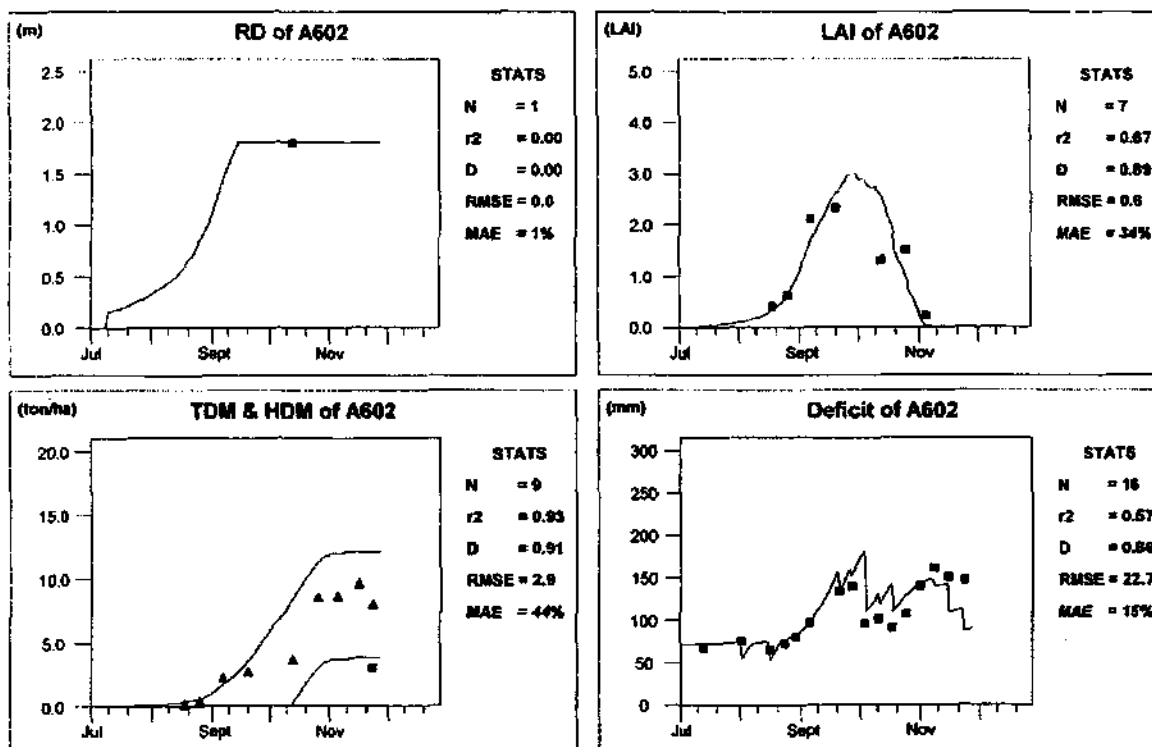 (m) RD of A602
2.5
2.0
1.5
1.0
0.5
0.0
Jul Sept Nov
STATS
N = 1
r2 = 0.00
D = 0.00
RMSE = 0.0
MAE = 1%
(LAI) LAI of A602
5.0
4.0
3.0
2.0
1.0
0.0
Jul Sept Nov
STATS
N = 7
r2 = 0.67
D = 0.89
RMSE = 0.6
MAE = 34%
(ton/ha) TDM & HDM of A602
20.0
15.0
10.0
5.0
0.0
Jul Sept Nov
STATS
N = 9
r2 = 0.93
D = 0.91
RMSE = 2.9
MAE = 44%
(mm) Deficit of A602
300
250
200
150
100
50
0
Jul Sept Nov
STATS
N = 16
r2 = 0.57
D = 0.86
RMSE = 22.7
MAE = 15%